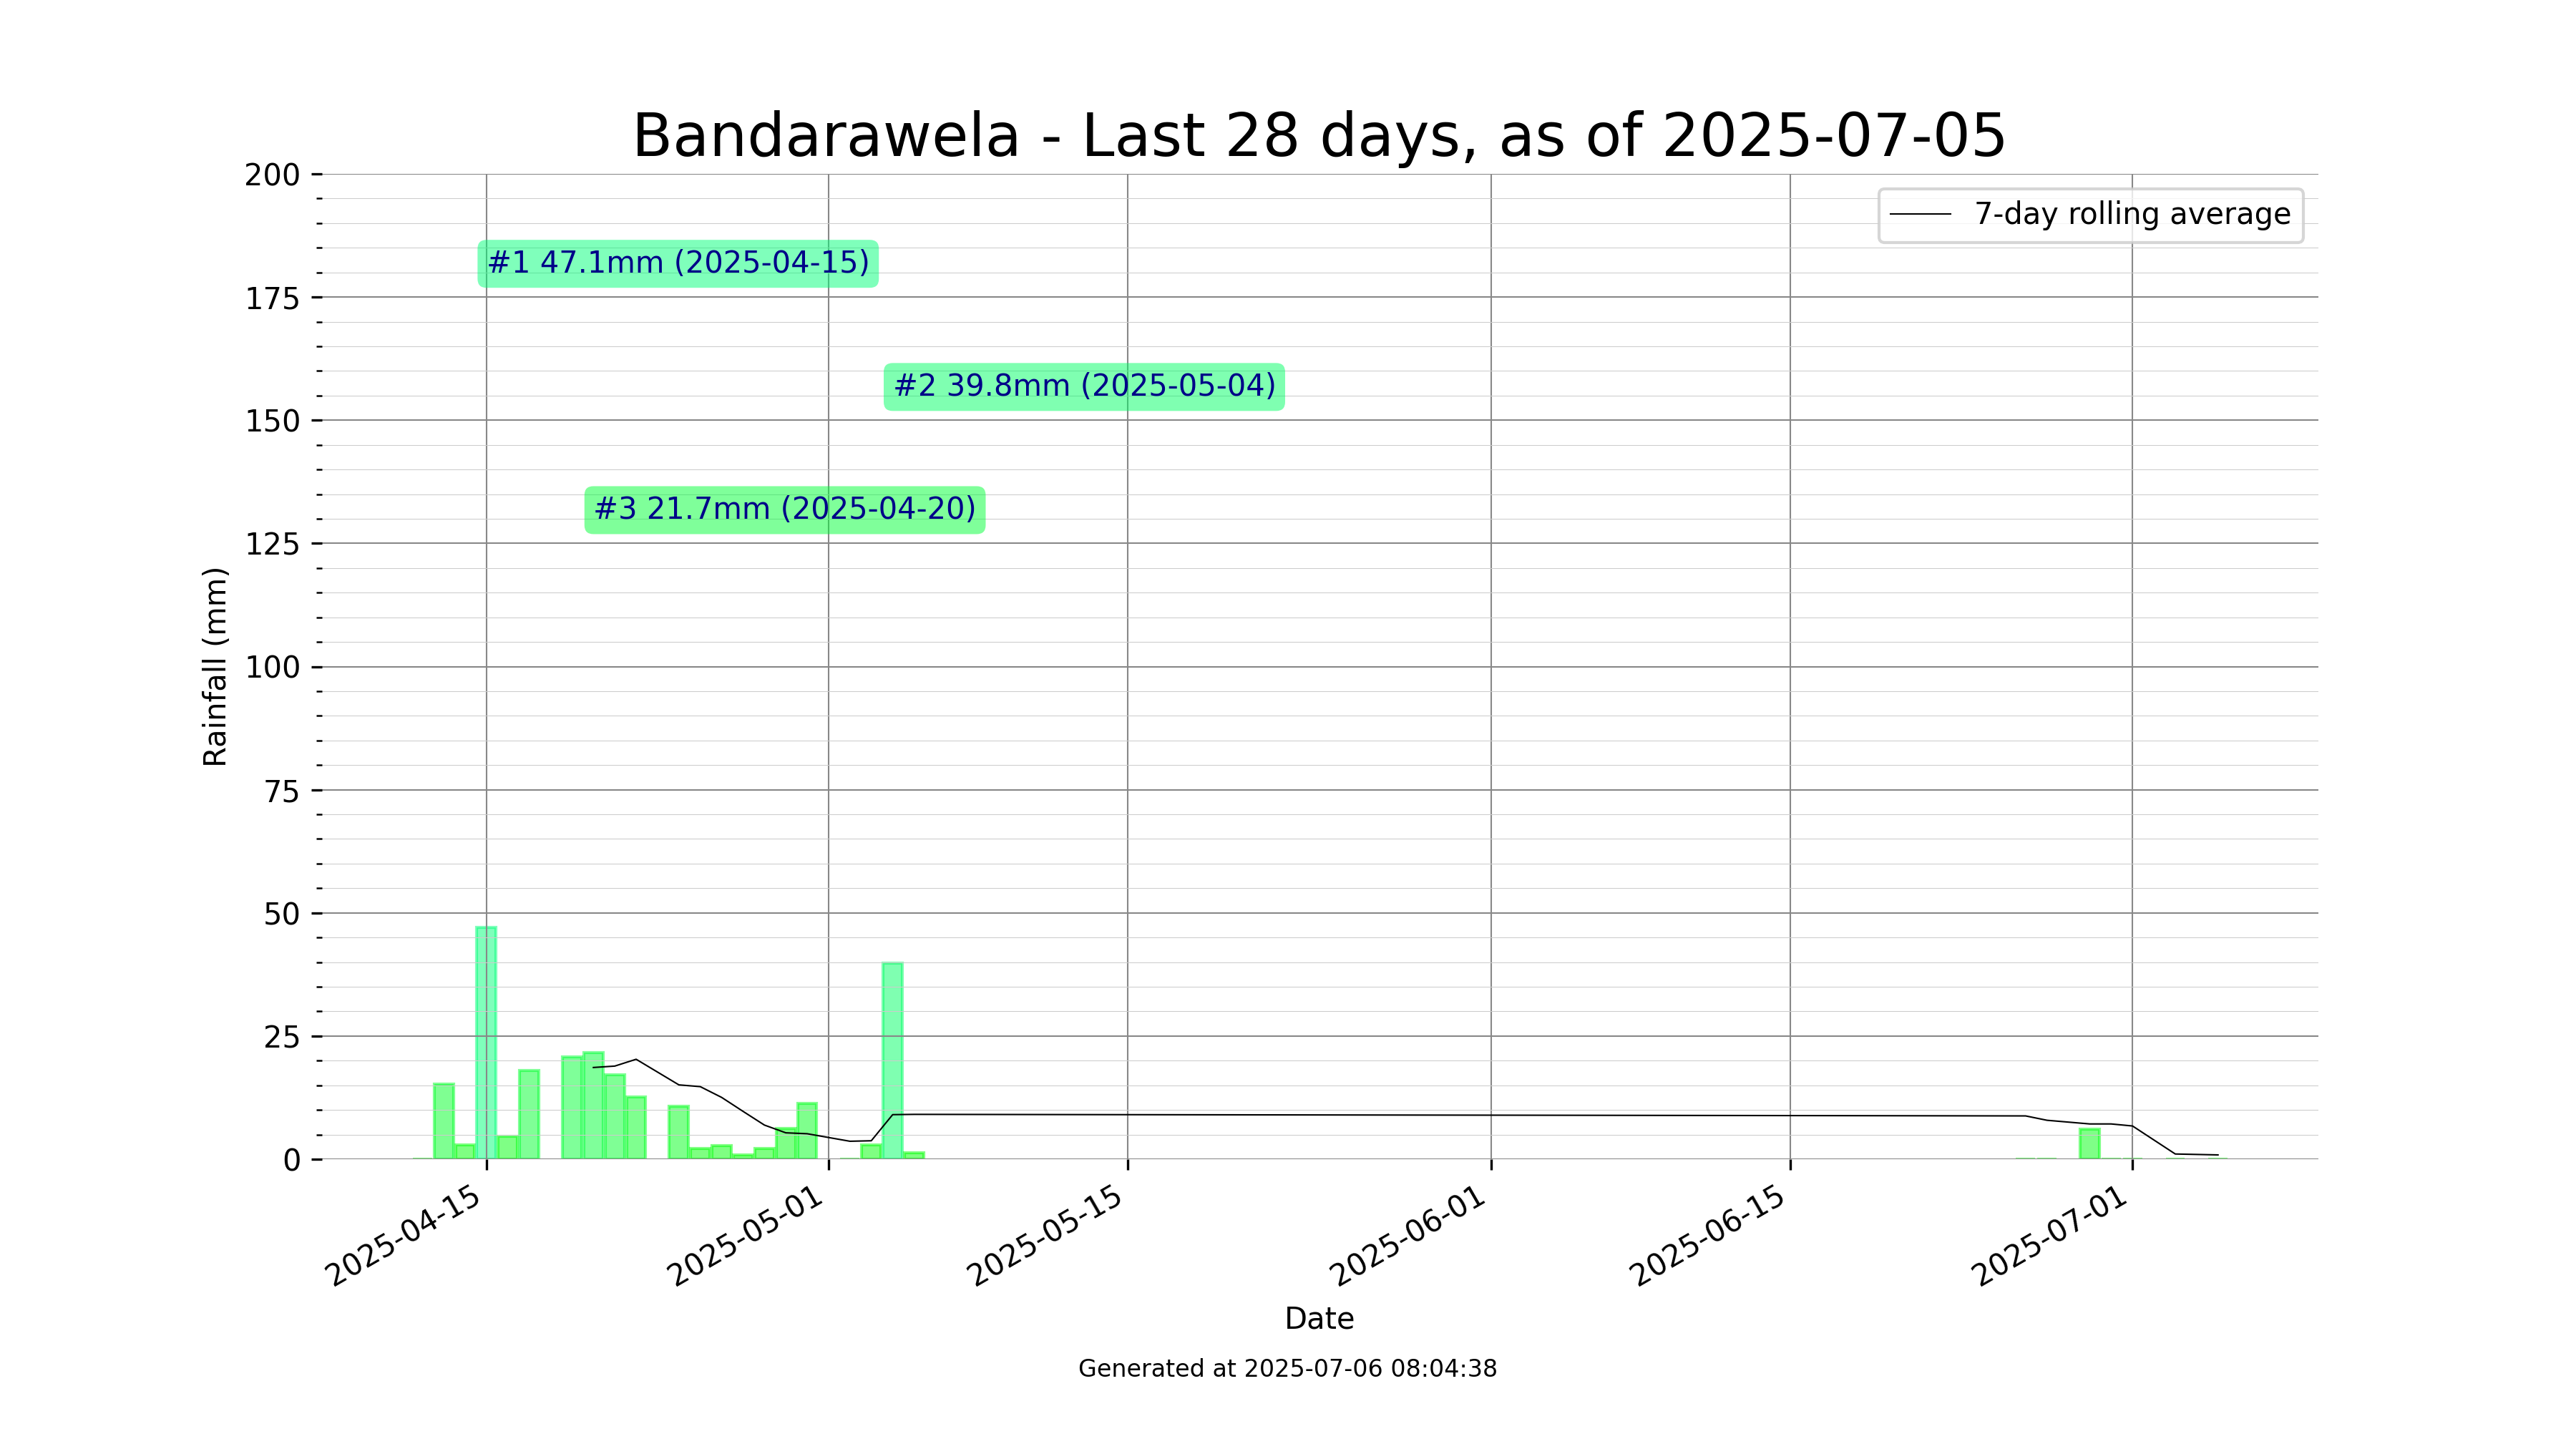 Bandarawela - Last 28 days, as of 2025-07-05
7-day rolling average
#1 47.1mm (2025-04-15)
#2 39.8mm (2025-05-04)
#3 21.7mm (2025-04-20)
Rainfall (mm)
200
175
150
125
100
75
50
25
0
2025-04-15
2025-05-01
2025-05-15
2025-06-01
2025-06-15
2025-07-01
Date
Generated at 2025-07-06 08:04:38